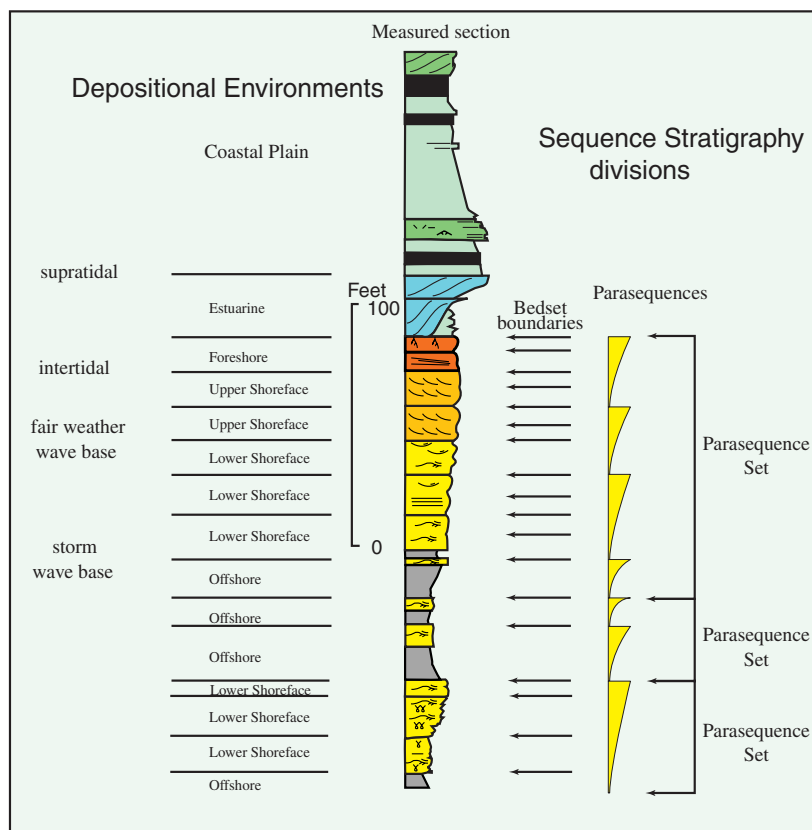 Measured section
Depositional Environments
Sequence Stratigraphy
divisions
Coastal Plain
supratidal
Feet
100
Estuarine
Bedset
boundaries
Parasequences
intertidal
Foreshore
Upper Shoreface
fair weather
wave base
Upper Shoreface
Lower Shoreface
Parasequence
Set
Lower Shoreface
storm
wave base
Lower Shoreface
0
Offshore
Offshore
Parasequence
Set
Offshore
Lower Shoreface
Lower Shoreface
Parasequence
Set
Lower Shoreface
Offshore